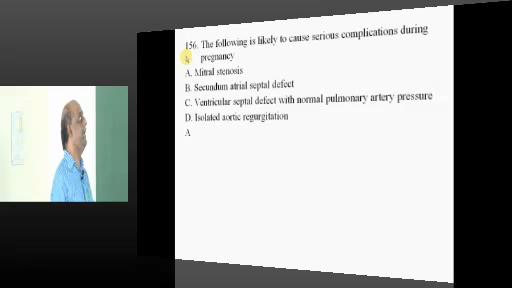 156. The following is likely to cause serious complications during
pregnancy
A. Mitral stenosis
B. Secundum atrial septal defect
C. Ventricular septal defect with normal pulmonary artery pressure
D. Isolated aortic regurgitation
A